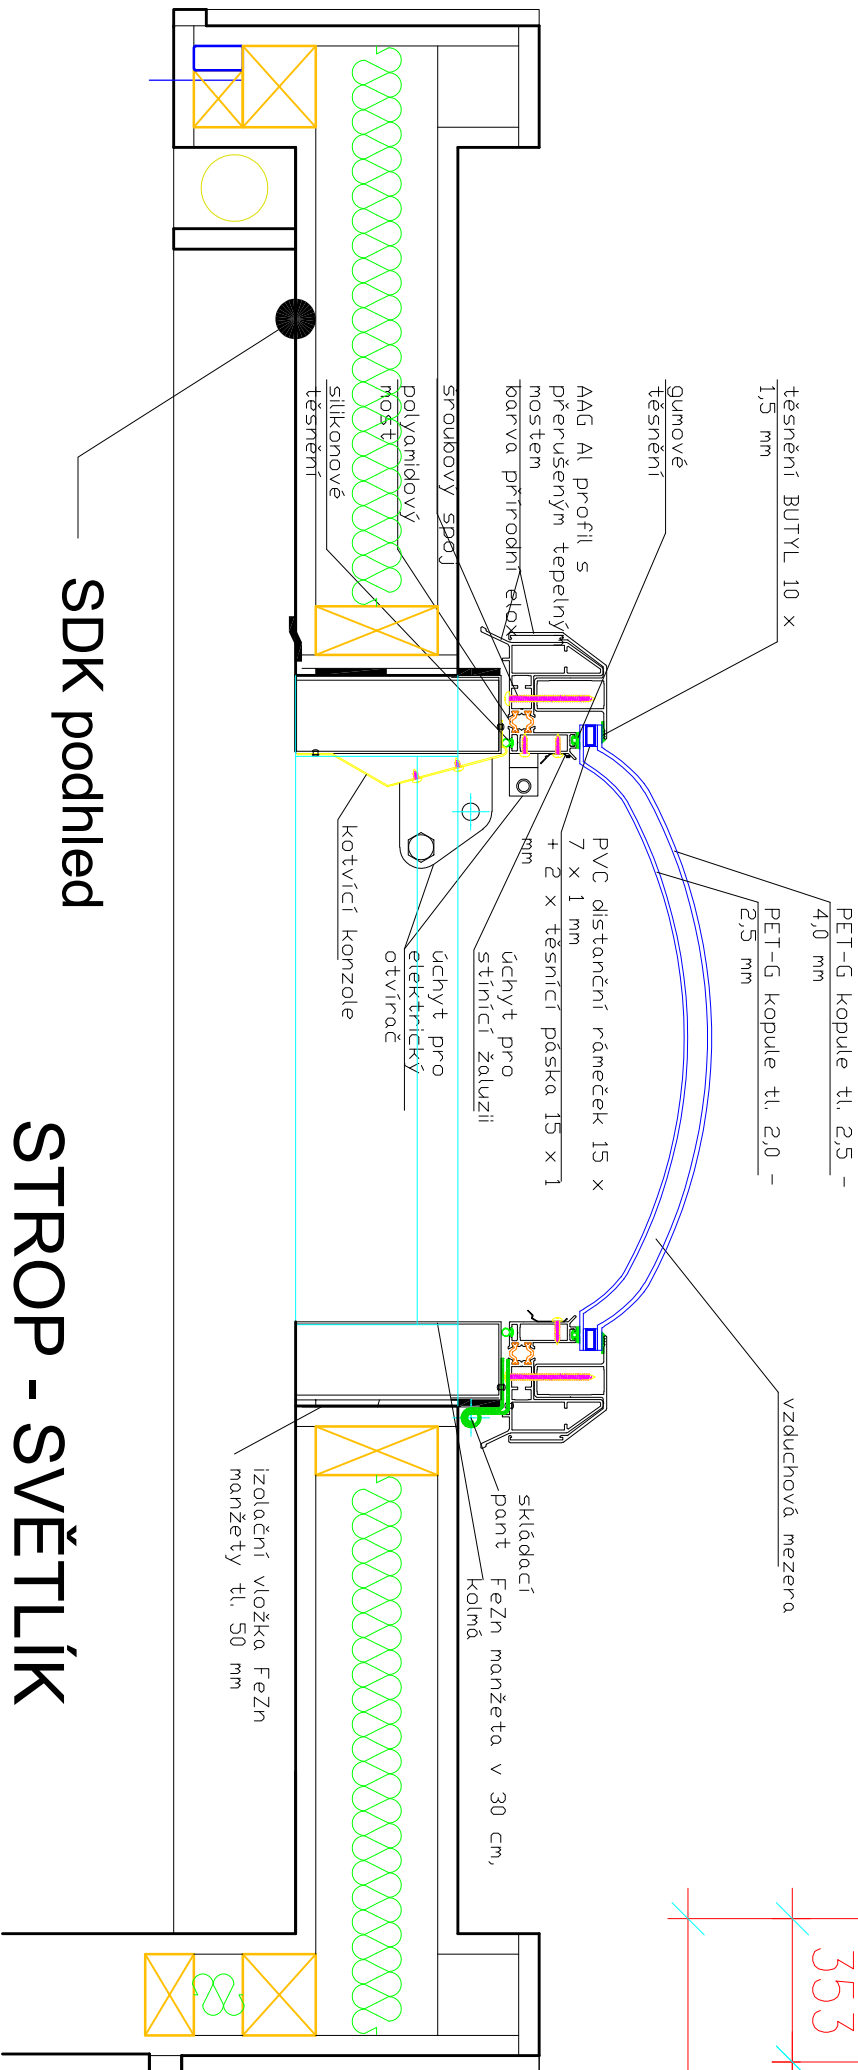 PET-G kopule tl. 2,5 -
4,0 mm
PET-G kopule tl. 2,0 -
2,5 mm
těsnění BUTYL 10 x
1,5 mm
vzduchová mezera
gumové
těsnění
AAG Al profil s
přerušeným tepelný
mostem
barva přírodní elox
šroubový spoj
polyamidový
most
silikonové
těsnění
PVC distanční rámeček 15 x
7 x 1 mm
+ 2 x těsnící páska 15 x 1
mm
úchyt pro
stínící žaluzii
úchyt pro
elektrický
otvírač
kotvící konzole
skládací
pant
FeZn manžeta v 30 cm,
kolmá
izolační vložka FeZn
manžety tl. 50 mm
353
SDK podhled
STROP - SVĚTLÍK